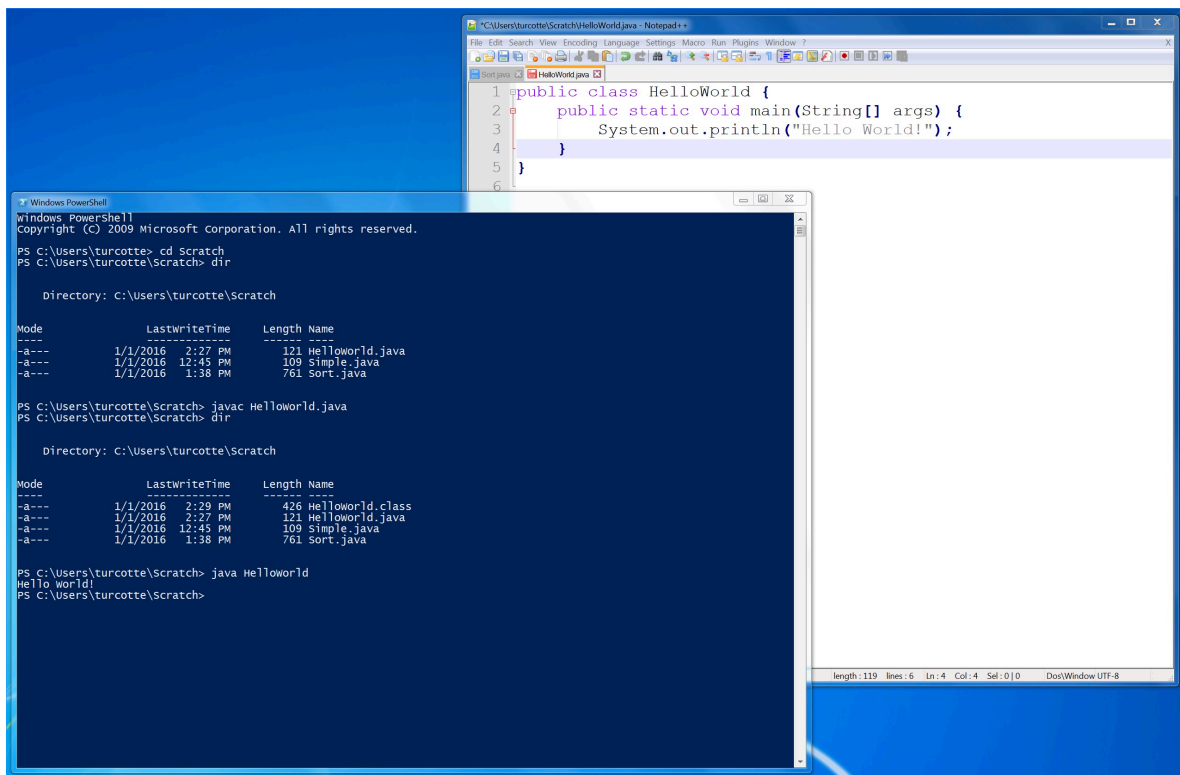 *C:\Users\turcotte\Scratch\HelloWorld.java - Notepad++
File Edit Search View Encoding Language Settings Macro Run Plugins Window ? X
Sort.java HelloWorld.java
1 public class HelloWorld {
2 public static void main(String[] args) {
3 System.out.println("Hello World!");
4 }
5 }
6
Windows PowerShell
Windows PowerShell
Copyright (C) 2009 Microsoft Corporation. All rights reserved.
PS C:\Users\turcotte> cd Scratch
PS C:\Users\turcotte\Scratch> dir
Directory: C:\Users\turcotte\Scratch
Mode LastWriteTime Length Name
---- ------------- ------ ----
-a--- 1/1/2016 2:27 PM 121 HelloWorld.java
-a--- 1/1/2016 12:45 PM 109 Simple.java
-a--- 1/1/2016 1:38 PM 761 Sort.java
PS C:\Users\turcotte\Scratch> javac HelloWorld.java
PS C:\Users\turcotte\Scratch> dir
Directory: C:\Users\turcotte\Scratch
Mode LastWriteTime Length Name
---- ------------- ------ ----
-a--- 1/1/2016 2:29 PM 426 HelloWorld.class
-a--- 1/1/2016 2:27 PM 121 HelloWorld.java
-a--- 1/1/2016 12:45 PM 109 Simple.java
-a--- 1/1/2016 1:38 PM 761 Sort.java
PS C:\Users\turcotte\Scratch> java HelloWorld
Hello World!
PS C:\Users\turcotte\Scratch>
length : 119 lines : 6 Ln : 4 Col : 4 Sel : 0 | 0 Dos\Window UTF-8